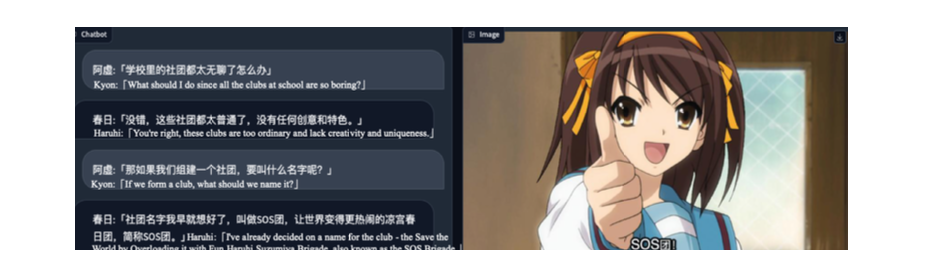 Chatbot
阿虚:「学校里的社团都太无聊了怎么办」
Kyon:「What should I do since all the clubs at school are so boring?」
春日:「没错，这些社团都太普通了，没有任何创意和特色。」
Haruhi:「You're right, these clubs are too ordinary and lack creativity and uniqueness.」
阿虚:「那如果我们组建一个社团，要叫什么名字呢？」
Kyon:「If we form a club, what should we name it?」
春日:「社团名字我早就想好了，叫做SOS团，让世界变得更热闹的凉宫春
日团，简称SOS团。」Haruhi:「I've already decided on a name for the club - the Save the
World by Overloading it with Fun Haruhi Suzumiya Brigade, also known as the SOS Brigade
Image
SOS团!